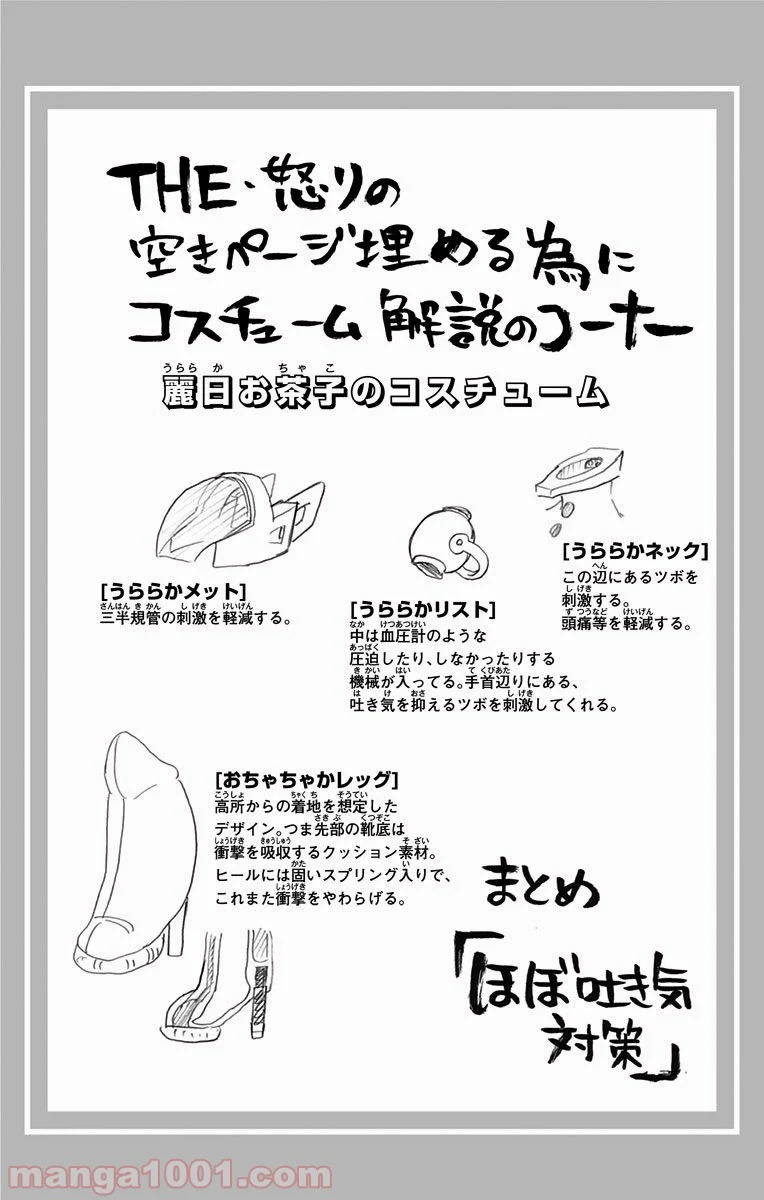 THE・怒りの
空きページ埋める為に
コスチューム解説のコーナー
麗日お茶子のコスチューム
[うららかメット]
三半規管の刺激を軽減する。
[うららかリスト]
中は血圧計のような
圧迫したり、しなかったりする
機械が入ってる。手首辺りにある、
吐き気を抑えるツボを刺激してくれる。
[うららかネック]
この辺にあるツボを
刺激する。
頭痛等を軽減する。
[おちゃちゃかレッグ]
高所からの着地を想定した
デザイン。つま先部の靴底は
衝撃を吸収するクッション素材。
ヒールには固いスプリング入りで、
これまた衝撃をやわらげる。
まとめ
「ほぼ吐き気
対策」
manga1001.com